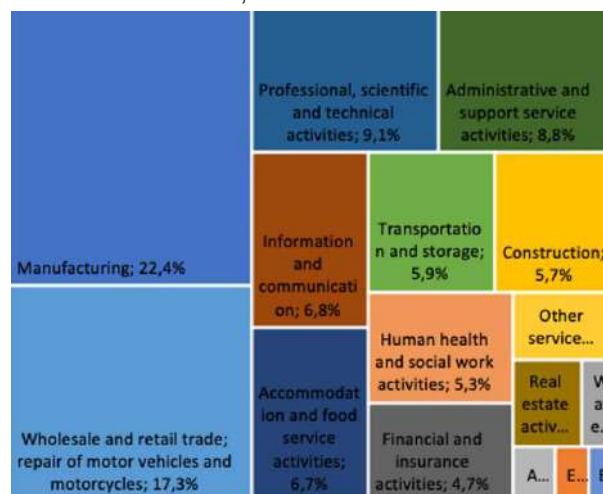 Manufacturing; 22,4%
Wholesale and retail trade;
repair of motor vehicles and
motorcycles; 17,3%
Professional, scientific
and technical
activities; 9,1%
Administrative and
support service
activities; 8,8%
Information
and
communicati
on; 6,8%
Transportatio
n and storage;
5,9%
Construction;
5,7%
Accommodat
ion and food
service
activities;
6,7%
Human health
and social work
activities; 5,3%
Financial and
insurance
activities; 4,7%
Other
service...
Real
estate
activ...
W
a
e...
A...
E...
E